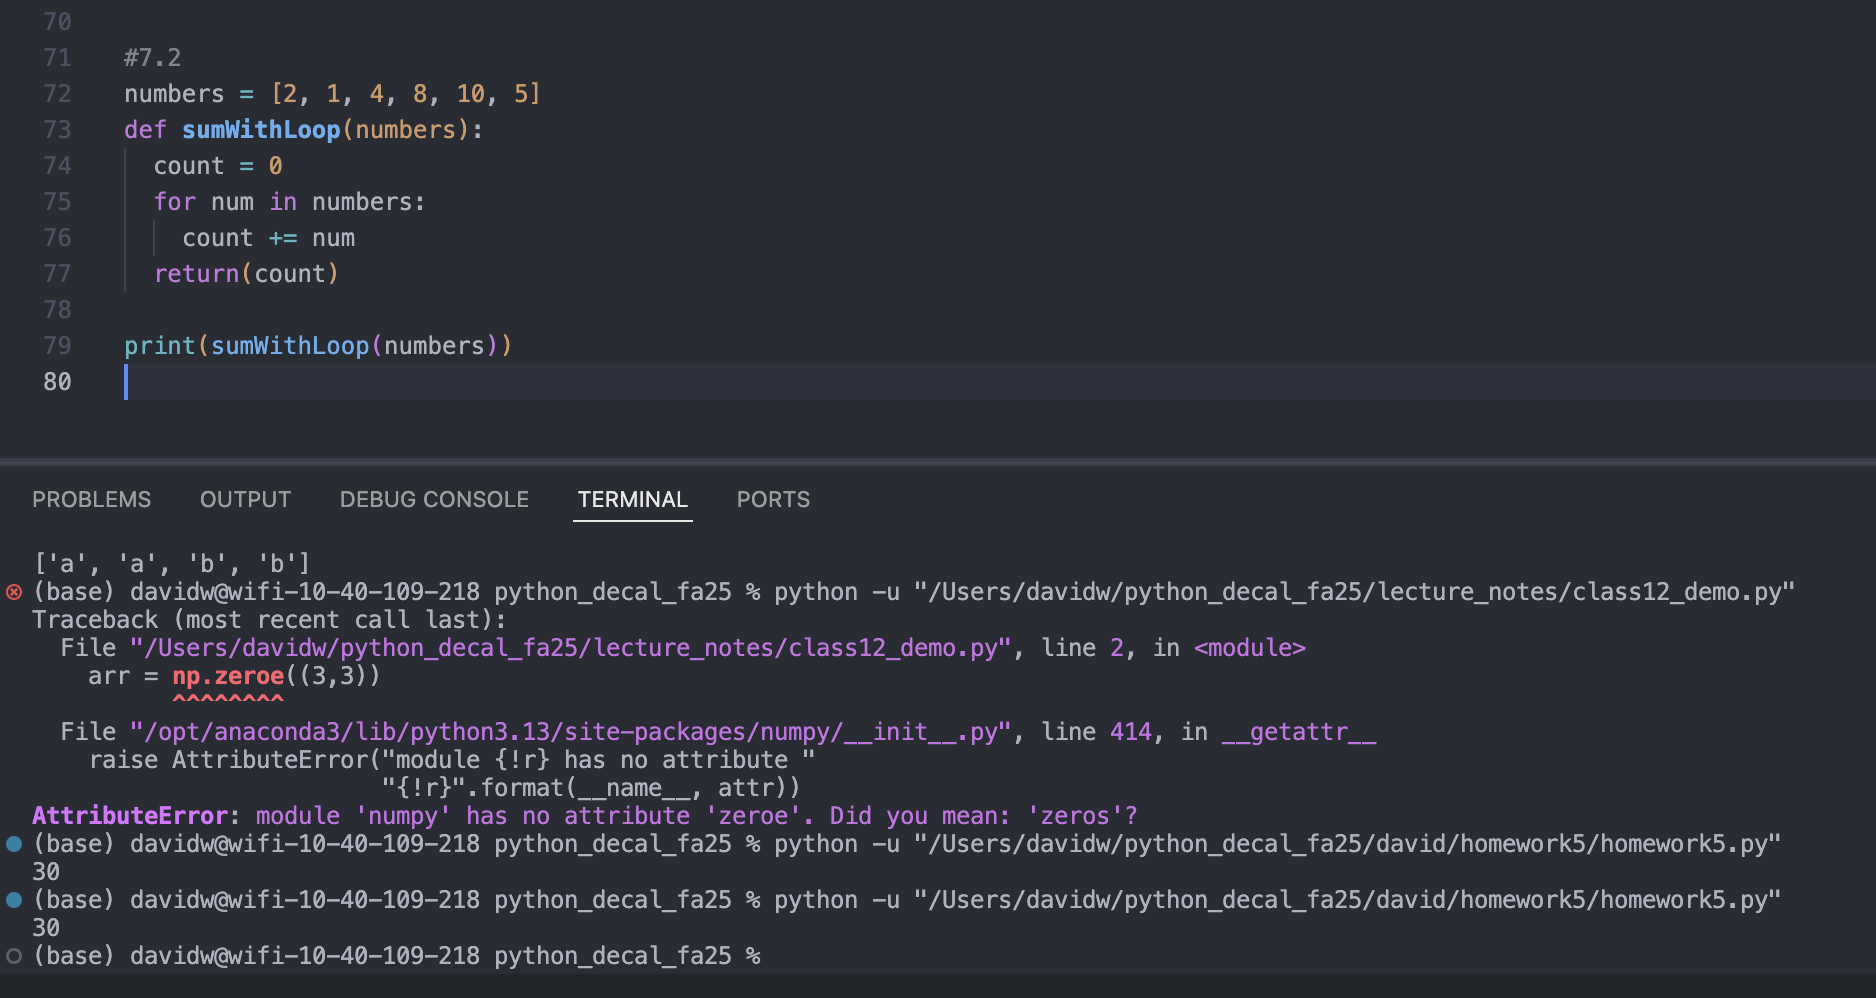 70
71 #7.2
72 numbers = [2, 1, 4, 8, 10, 5]
73 def sumWithLoop(numbers):
74   count = 0
75   for num in numbers:
76     count += num
77   return(count)
78
79 print(sumWithLoop(numbers))
80
PROBLEMS OUTPUT DEBUG CONSOLE TERMINAL PORTS
['a', 'a', 'b', 'b']
(base) davidw@wifi-10-40-109-218 python_decal_fa25 % python -u "/Users/davidw/python_decal_fa25/lecture_notes/class12_demo.py"
Traceback (most recent call last):
  File "/Users/davidw/python_decal_fa25/lecture_notes/class12_demo.py", line 2, in <module>
    arr = np.zeroe((3,3))
          ^^^^^^^^
  File "/opt/anaconda3/lib/python3.13/site-packages/numpy/__init__.py", line 414, in __getattr__
    raise AttributeError("module {!r} has no attribute "
                         "{!r}".format(__name__, attr))
AttributeError: module 'numpy' has no attribute 'zeroe'. Did you mean: 'zeros'?
(base) davidw@wifi-10-40-109-218 python_decal_fa25 % python -u "/Users/davidw/python_decal_fa25/david/homework5/homework5.py"
30
(base) davidw@wifi-10-40-109-218 python_decal_fa25 % python -u "/Users/davidw/python_decal_fa25/david/homework5/homework5.py"
30
(base) davidw@wifi-10-40-109-218 python_decal_fa25 %